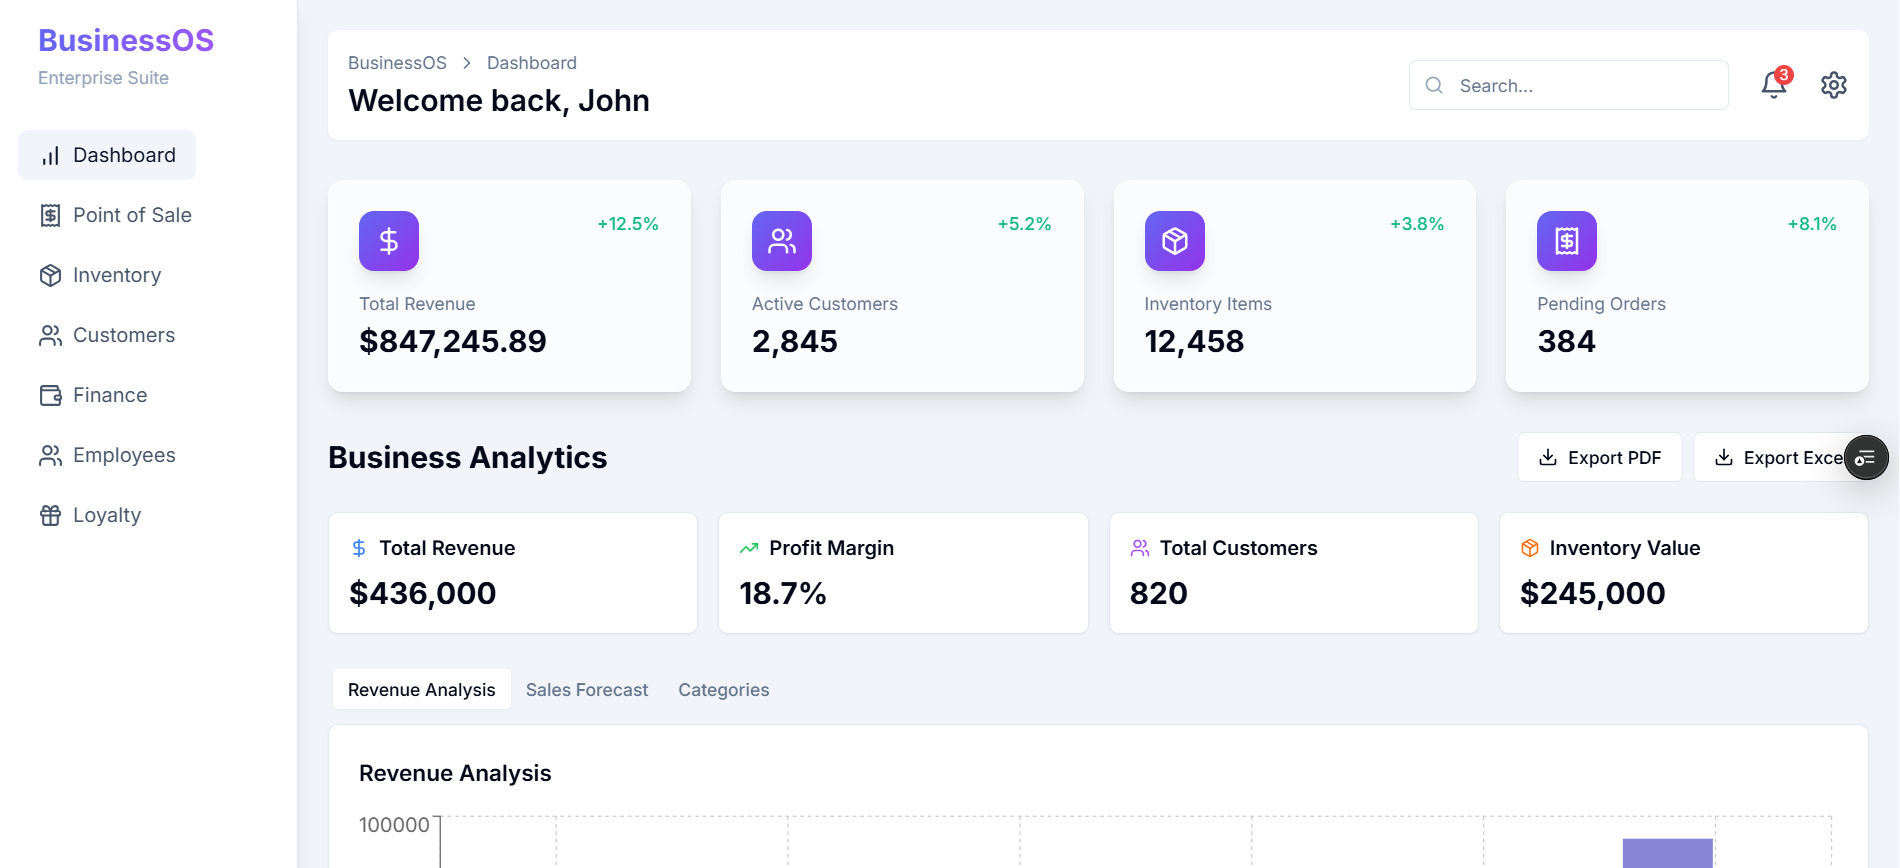 BusinessOS
Enterprise Suite
Dashboard
Point of Sale
Inventory
Customers
Finance
Employees
Loyalty
BusinessOS > Dashboard
Welcome back, John
Search...
3
+12.5%
Total Revenue
$847,245.89
+5.2%
Active Customers
2,845
+3.8%
Inventory Items
12,458
+8.1%
Pending Orders
384
Business Analytics
Export PDF
Export Exce
Total Revenue
$436,000
Profit Margin
18.7%
Total Customers
820
Inventory Value
$245,000
Revenue Analysis
Sales Forecast
Categories
Revenue Analysis
100000